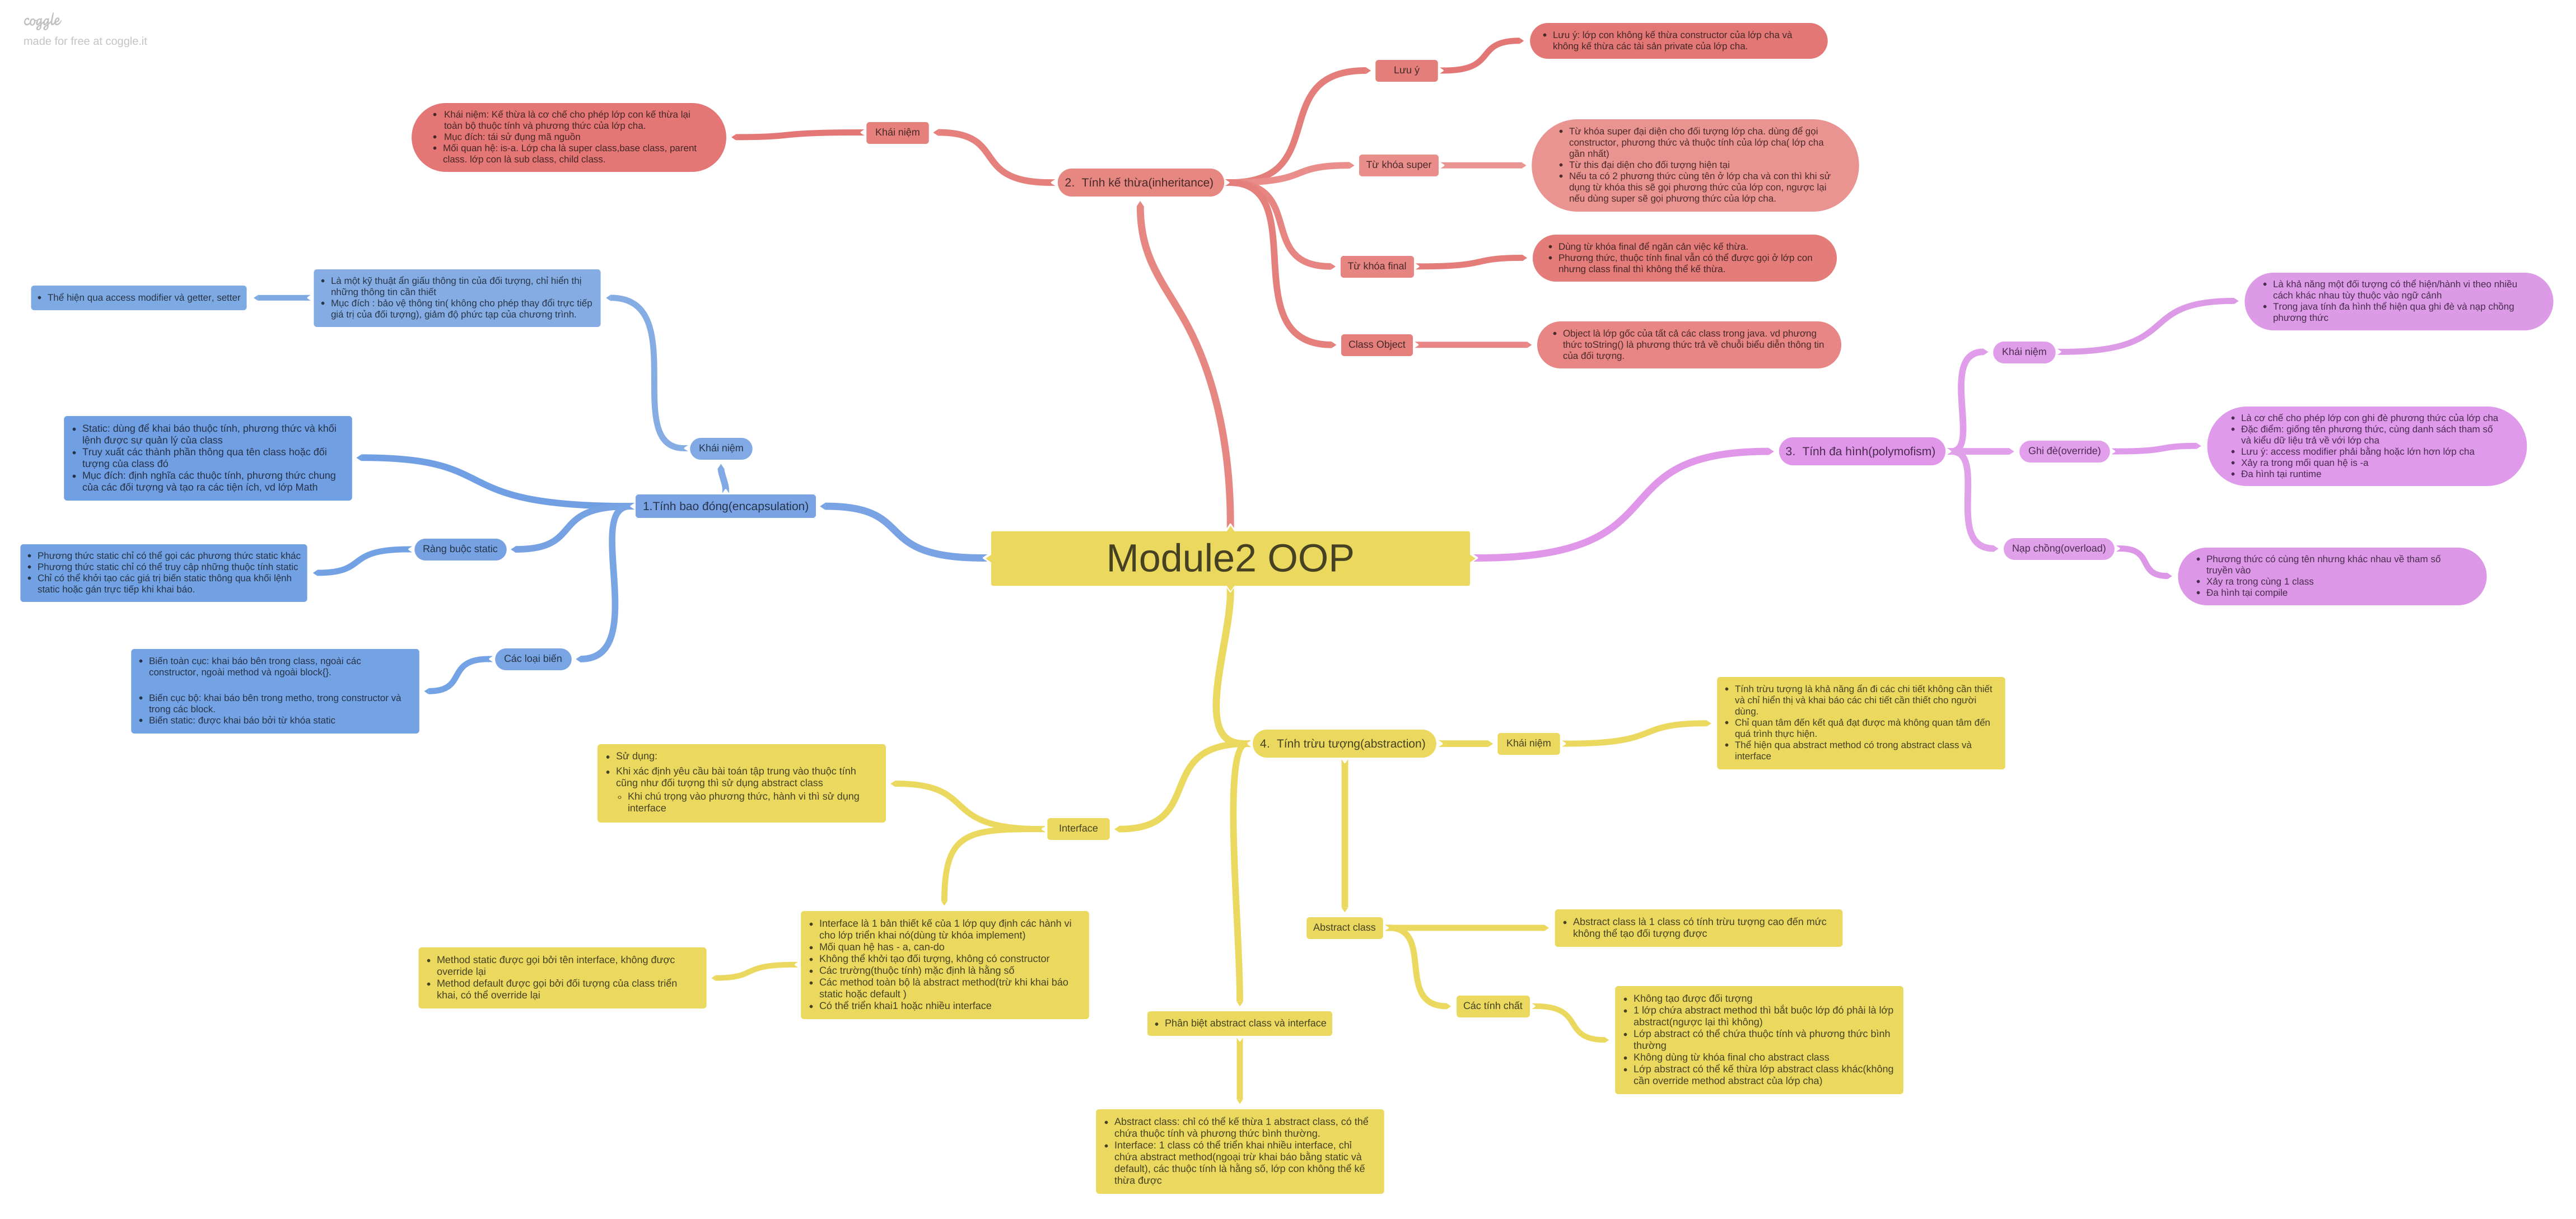 coggle
made for free at coggle.it
Module2 OOP
1.Tính bao đóng(encapsulation)
Khái niệm
Là một kỹ thuật ẩn giấu thông tin của đối tượng, chỉ hiển thị
những thông tin cần thiết
Mục đích : bảo vệ thông tin( không cho phép thay đổi trực tiếp
giá trị của đối tượng), giảm độ phức tạp của chương trình.
Thể hiện qua access modifier và getter, setter
Static: dùng để khai báo thuộc tính, phương thức và khối
lệnh được sự quản lý của class
Truy xuất các thành phần thông qua tên class hoặc đối
tượng của class đó
Mục đích: định nghĩa các thuộc tính, phương thức chung
của các đối tượng và tạo ra các tiện ích, vd lớp Math
Ràng buộc static
Phương thức static chỉ có thể gọi các phương thức static khác
Phương thức static chỉ có thể truy cập những thuộc tính static
Chỉ có thể khởi tạo các giá trị biến static thông qua khối lệnh
static hoặc gán trực tiếp khi khai báo.
Các loại biến
Biến toàn cục: khai báo bên trong class, ngoài các
constructor, ngoài method và ngoài block{}.
Biến cục bộ: khai báo bên trong metho, trong constructor và
trong các block.
Biến static: được khai báo bởi từ khóa static
2. Tính kế thừa(inheritance)
Khái niệm
Khái niệm: Kế thừa là cơ chế cho phép lớp con kế thừa lại
toàn bộ thuộc tính và phương thức của lớp cha.
Mục đích: tái sử dụng mã nguồn
Mối quan hệ: is-a. Lớp cha là super class,base class, parent
class. lớp con là sub class, child class.
Lưu ý
Lưu ý: lớp con không kế thừa constructor của lớp cha và
không kế thừa các tài sản private của lớp cha.
Từ khóa super
Từ khóa super đại diện cho đối tượng lớp cha. dùng để gọi
constructor, phương thức và thuộc tính của lớp cha( lớp cha
gần nhất)
Từ this đại diện cho đối tượng hiện tại
Nếu ta có 2 phương thức cùng tên ở lớp cha và con thì khi sử
dụng từ khóa this sẽ gọi phương thức của lớp con, ngược lại
nếu dùng super sẽ gọi phương thức của lớp cha.
Từ khóa final
Dùng từ khóa final để ngăn cản việc kế thừa.
Phương thức, thuộc tính final vẫn có thể được gọi ở lớp con
nhưng class final thì không thể kế thừa.
Class Object
Object là lớp gốc của tất cả các class trong java. vd phương
thức toString() là phương thức trả về chuỗi biểu diễn thông tin
của đối tượng.
3. Tính đa hình(polymofism)
Khái niệm
Là khả năng một đối tượng có thể hiện/hành vi theo nhiều
cách khác nhau tùy thuộc vào ngữ cảnh
Trong java tính đa hình thể hiện qua ghi đè và nạp chồng
phương thức
Ghi đè(override)
Là cơ chế cho phép lớp con ghi đè phương thức của lớp cha
Đặc điểm: giống tên phương thức, cùng danh sách tham số
và kiểu dữ liệu trả về với lớp cha
Lưu ý: access modifier phải bằng hoặc lớn hơn lớp cha
Xảy ra trong mối quan hệ is -a
Đa hình tại runtime
Nạp chồng(overload)
Phương thức có cùng tên nhưng khác nhau về tham số
truyền vào
Xảy ra trong cùng 1 class
Đa hình tại compile
4. Tính trừu tượng(abstraction)
Khái niệm
Tính trừu tượng là khả năng ẩn đi các chi tiết không cần thiết
và chỉ hiển thị và khai báo các chi tiết cần thiết cho người
dùng.
Chỉ quan tâm đến kết quả đạt được mà không quan tâm đến
quá trình thực hiện.
Thể hiện qua abstract method có trong abstract class và
interface
Interface
Sử dụng:
Khi xác định yêu cầu bài toán tập trung vào thuộc tính
cũng như đối tượng thì sử dụng abstract class
Khi chú trọng vào phương thức, hành vi thì sử dụng
interface
Interface là 1 bản thiết kế của 1 lớp quy định các hành vi
cho lớp triển khai nó(dùng từ khóa implement)
Mối quan hệ has - a, can-do
Không thể khởi tạo đối tượng, không có constructor
Các trường(thuộc tính) mặc định là hằng số
Các method toàn bộ là abstract method(trừ khi khai báo
static hoặc default )
Có thể triển khai1 hoặc nhiều interface
Method static được gọi bởi tên interface, không được
override lại
Method default được gọi bởi đối tượng của class triển
khai, có thể override lại
Abstract class
Abstract class là 1 class có tính trừu tượng cao đến mức
không thể tạo đối tượng được
Các tính chất
Không tạo được đối tượng
1 lớp chứa abstract method thì bắt buộc lớp đó phải là lớp
abstract(ngược lại thì không)
Lớp abstract có thể chứa thuộc tính và phương thức bình
thường
Không dùng từ khóa final cho abstract class
Lớp abstract có thể kế thừa lớp abstract class khác(không
cần override method abstract của lớp cha)
Phân biệt abstract class và interface
Abstract class: chỉ có thể kế thừa 1 abstract class, có thể
chứa thuộc tính và phương thức bình thường.
Interface: 1 class có thể triển khai nhiều interface, chỉ
chứa abstract method(ngoại trừ khai báo bằng static và
default), các thuộc tính là hằng số, lớp con không thể kế
thừa được